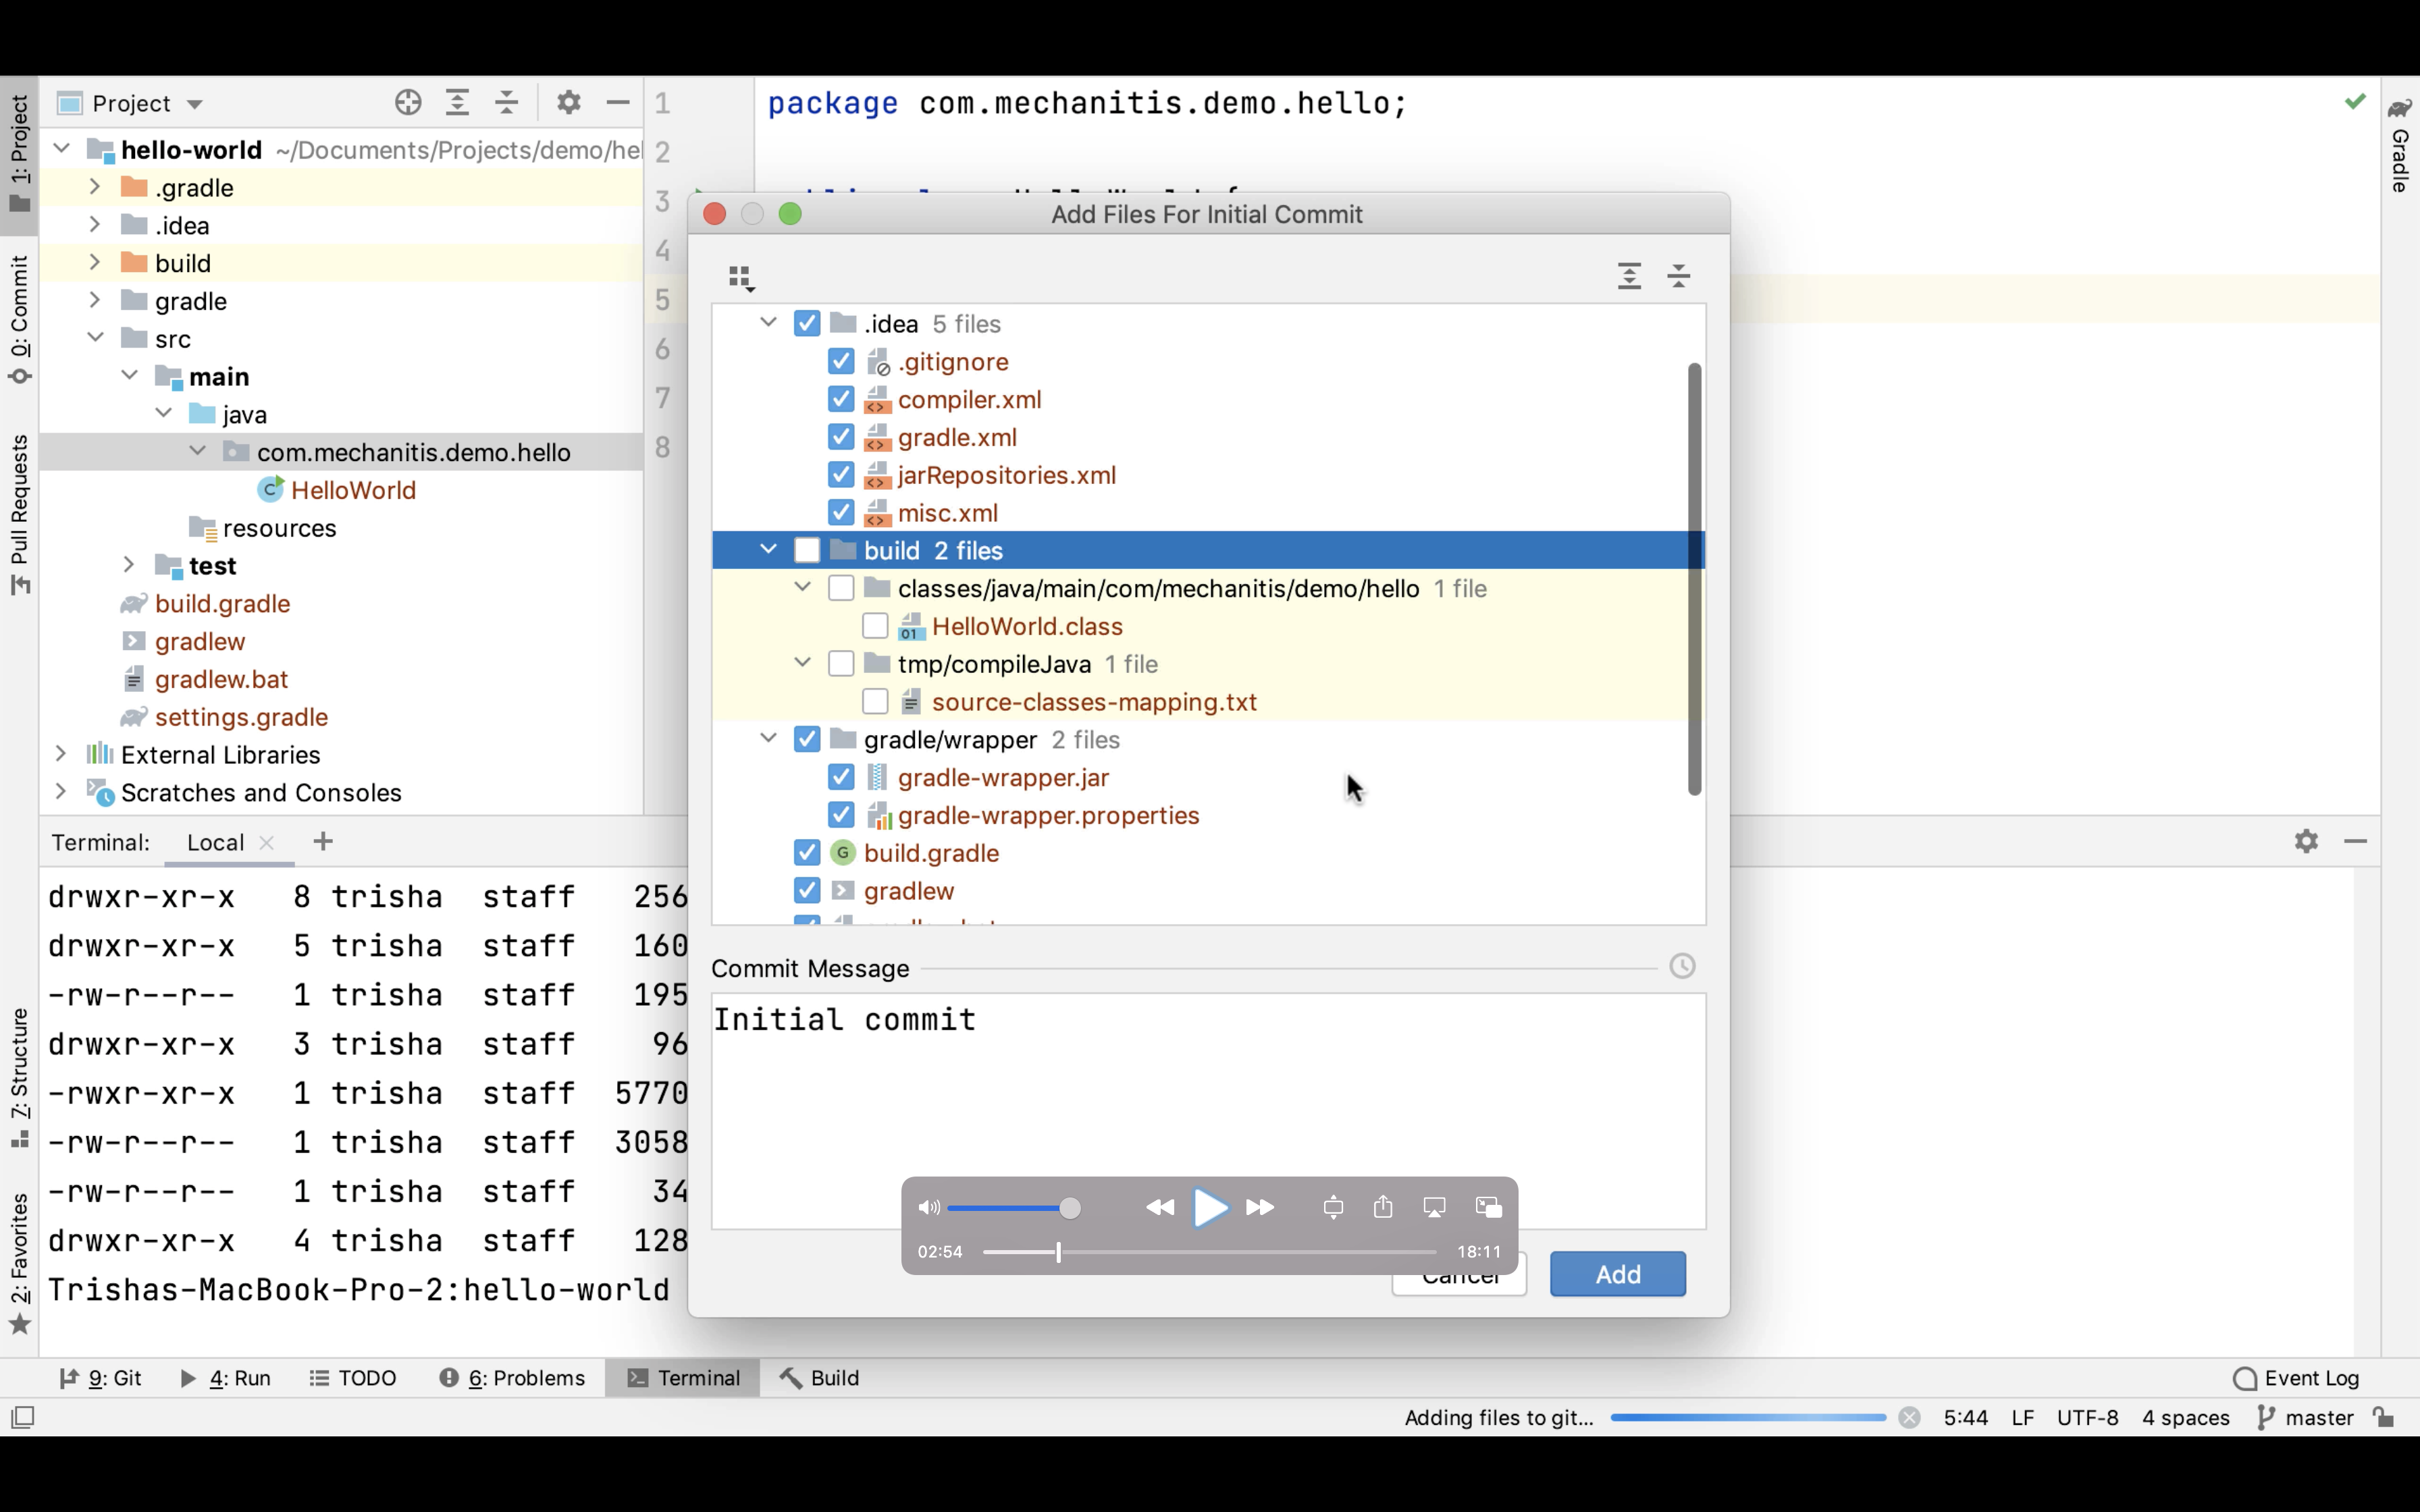 1: Project
0: Commit
Pull Requests
7: Structure
2: Favorites
Project
hello-world ~/Documents/Projects/demo/hel
.gradle
.idea
build
gradle
src
main
java
com.mechanitis.demo.hello
HelloWorld
resources
test
build.gradle
gradlew
gradlew.bat
settings.gradle
External Libraries
Scratches and Consoles
1 package com.mechanitis.demo.hello;
2
3
4
5
6
7
8
Gradle
Add Files For Initial Commit
.idea 5 files
.gitignore
compiler.xml
gradle.xml
jarRepositories.xml
misc.xml
build 2 files
classes/java/main/com/mechanitis/demo/hello 1 file
HelloWorld.class
tmp/compileJava 1 file
source-classes-mapping.txt
gradle/wrapper 2 files
gradle-wrapper.jar
gradle-wrapper.properties
build.gradle
gradlew
Commit Message
Initial commit
02:54 18:11
Cancel Add
Terminal: Local
drwxr-xr-x 8 trisha staff 256
drwxr-xr-x 5 trisha staff 160
-rw-r--r-- 1 trisha staff 195
drwxr-xr-x 3 trisha staff 96
-rwxr-xr-x 1 trisha staff 5770
-rw-r--r-- 1 trisha staff 3058
-rw-r--r-- 1 trisha staff 34
drwxr-xr-x 4 trisha staff 128
Trishas-MacBook-Pro-2:hello-world
9: Git 4: Run TODO 6: Problems Terminal Build Event Log
Adding files to git... 5:44 LF UTF-8 4 spaces master